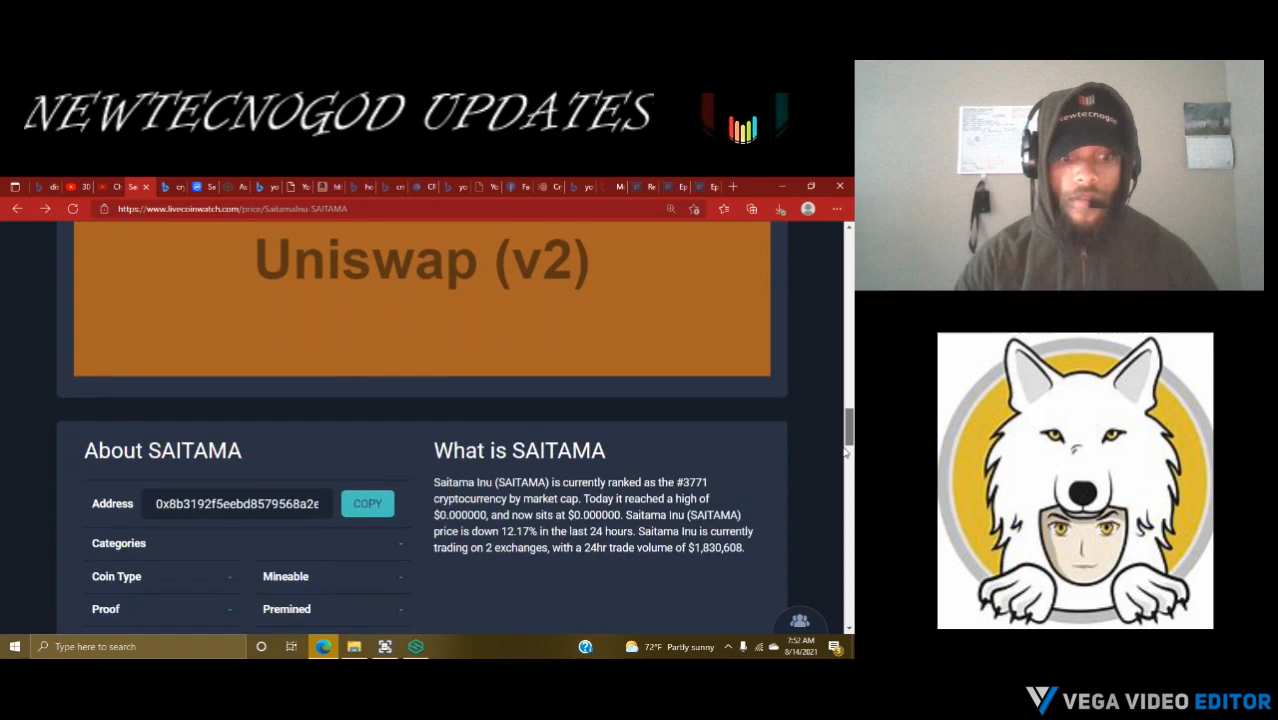 NEWTECNOGOD UPDATES
https://www.livecoinwatch.com/price/SaitamaInu-SAITAMA
Uniswap (v2)
About SAITAMA
Address 0x8b3192f5eebd8579568a2e COPY
Categories -
Coin Type - Mineable -
Proof - Premined -
What is SAITAMA
Saitama Inu (SAITAMA) is currently ranked as the #3771
cryptocurrency by market cap. Today it reached a high of
$0.000000, and now sits at $0.000000. Saitama Inu (SAITAMA)
price is down 12.17% in the last 24 hours. Saitama Inu is currently
trading on 2 exchanges, with a 24hr trade volume of $1,830,608.
Type here to search
72°F Partly sunny
7:52 AM
8/14/2021
Newtecnogod
VEGA VIDEO EDITOR